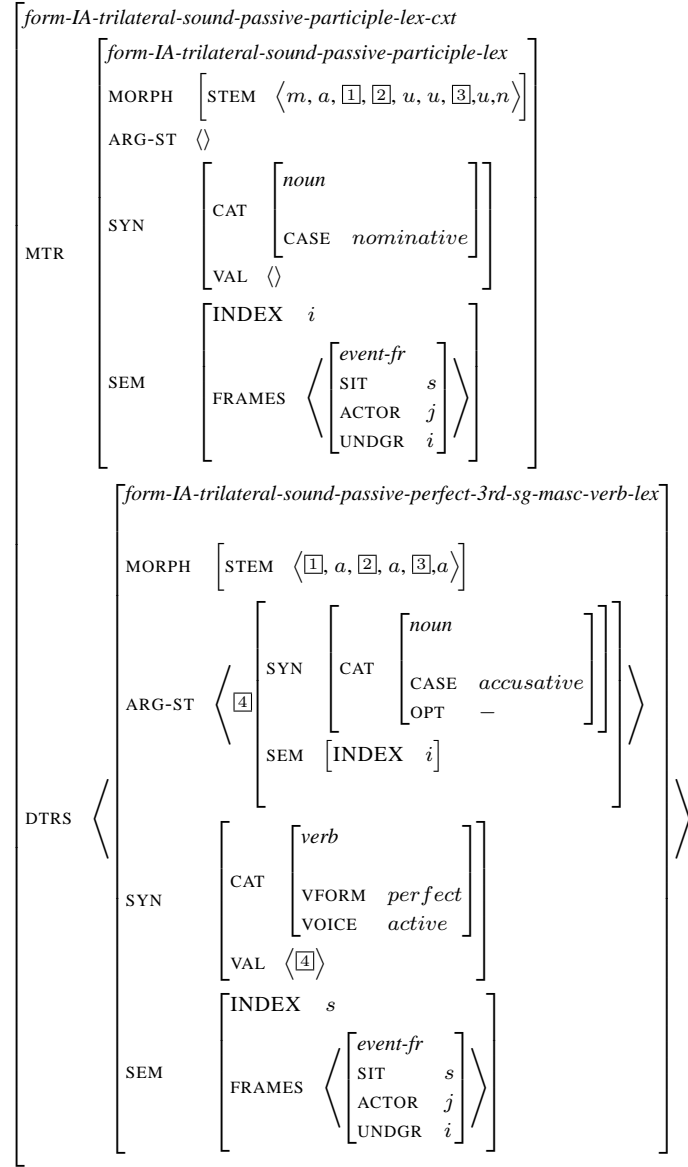 form-IA-trilateral-sound-passive-participle-lex-cxt
form-IA-trilateral-sound-passive-participle-lex
MORPH [STEM ⟨m, a, 1, 2, u, u, 3,u,n⟩]
ARG-ST ⟨⟩
noun
CAT
SYN
CASE nominative
MTR
VAL ⟨⟩
INDEX i
event-fr
SIT s
SEM
FRAMES
ACTOR j
UNDGR i
form-IA-trilateral-sound-passive-perfect-3rd-sg-masc-verb-lex
MORPH [STEM ⟨1, a, 2, a, 3,a⟩]
noun
SYN CAT
CASE accusative
ARG-ST ⟨4
OPT −
SEM [INDEX i]
DTRS
verb
CAT
VFORM perfect
SYN
VOICE active
VAL ⟨4⟩
INDEX s
event-fr
SIT s
SEM
FRAMES
ACTOR j
UNDGR i